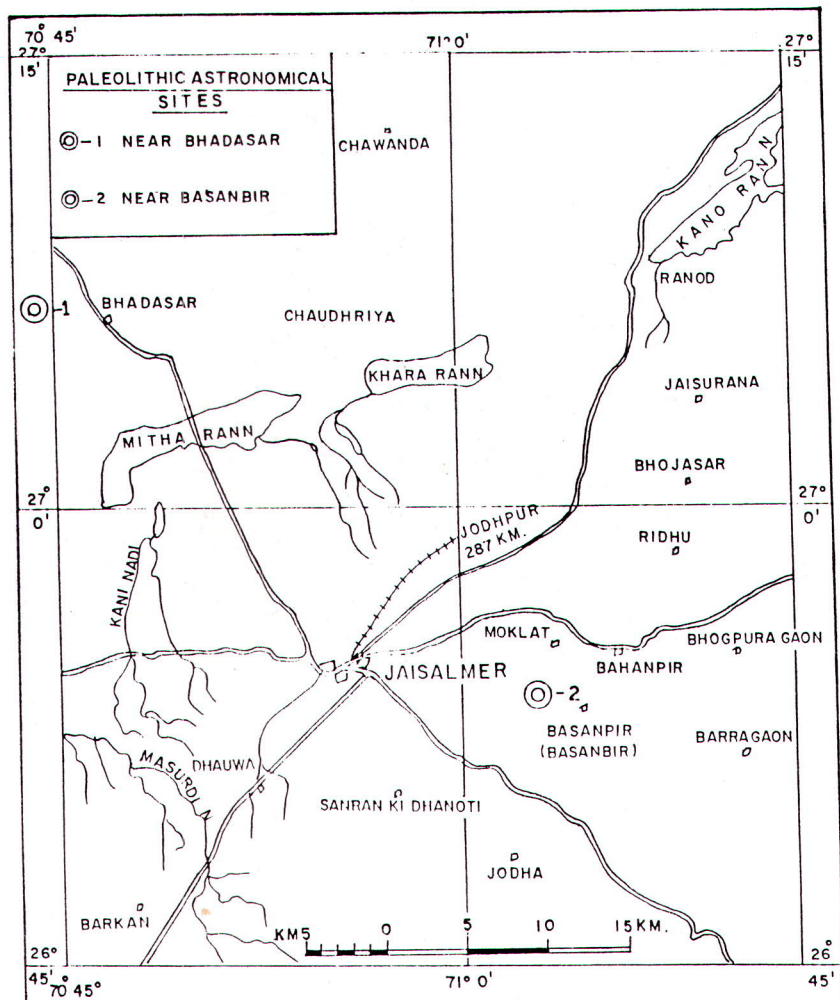 70° 45'
71° 0'
27°
15'
27°
15'
PALEOLITHIC ASTRONOMICAL
SITES
-1 NEAR BHADASAR
-2 NEAR BASANBIR
CHAWANDA
KANO RANN
RANOD
-1
BHADASAR
CHAUDHRIYA
KHARA RANN
JAISURANA
MITHA RANN
BHOJASAR
27°
0'
27°
0'
JODHPUR
287 KM.
RIDHU
KANI NADI
MOKLAT
BHOGPURA GAON
BAHANPIR
JAISALMER
-2
BASANPIR
(BASANBIR)
BARRAGAON
MASURDI N
DHAUWA
SANRAN KI DHANOTI
JODHA
BARKAN
KM5 0 5 10 15 KM.
26°
45'
70° 45'
71° 0'
26°
45'